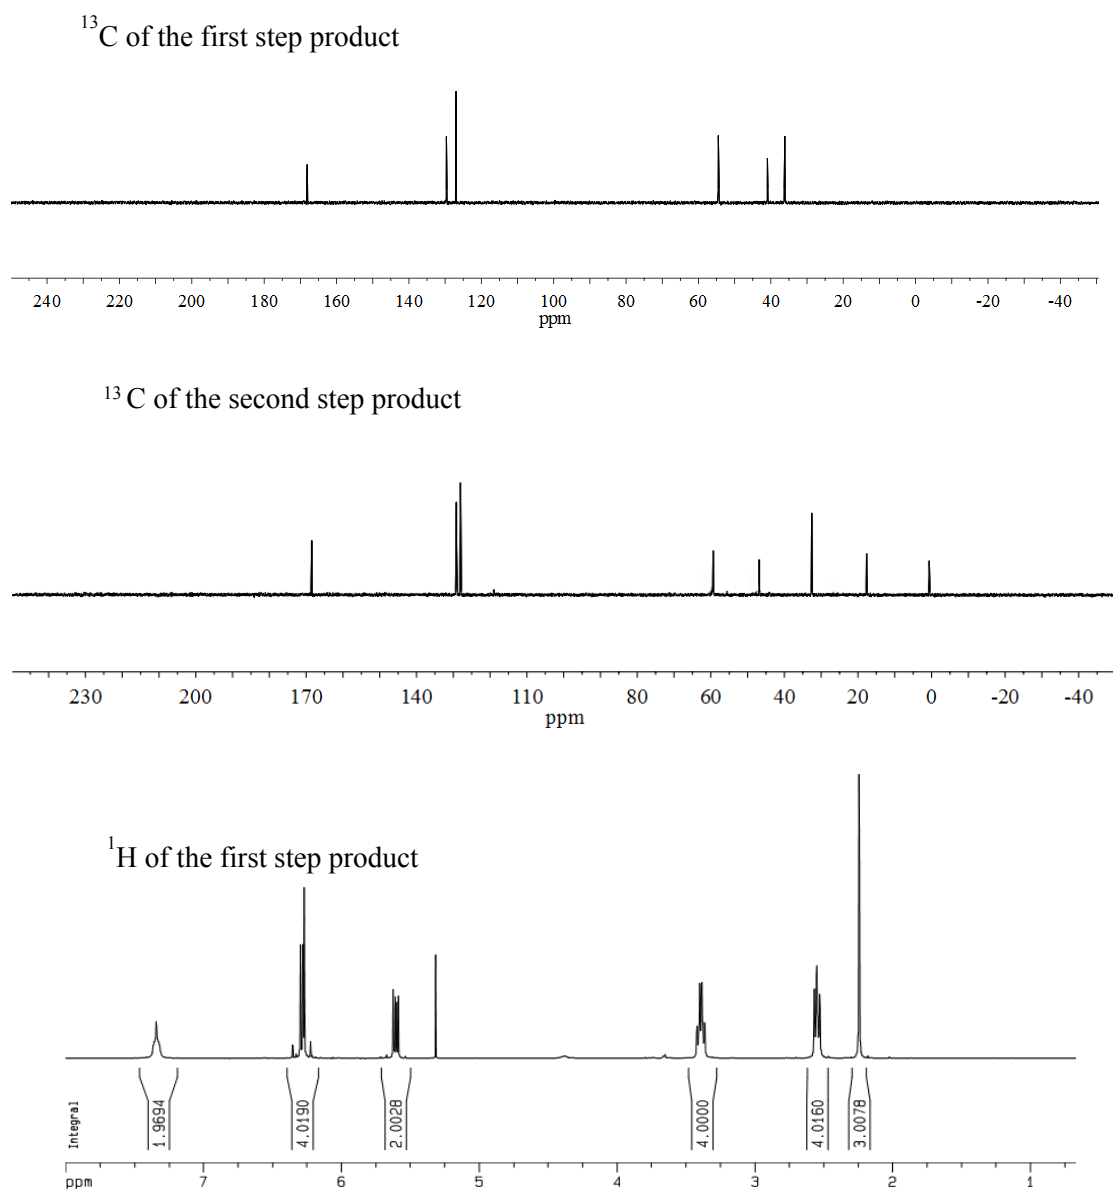 13C of the first step product
240 220 200 180 160 140 120 100 80 60 40 20 0 -20 -40
ppm
13 C of the second step product
230 200 170 140 110 80 60 40 20 0 -20 -40
ppm
1H of the first step product
Integral 1.9694 4.0190 2.0028 4.0000 4.0160 3.0078
ppm 7 6 5 4 3 2 1